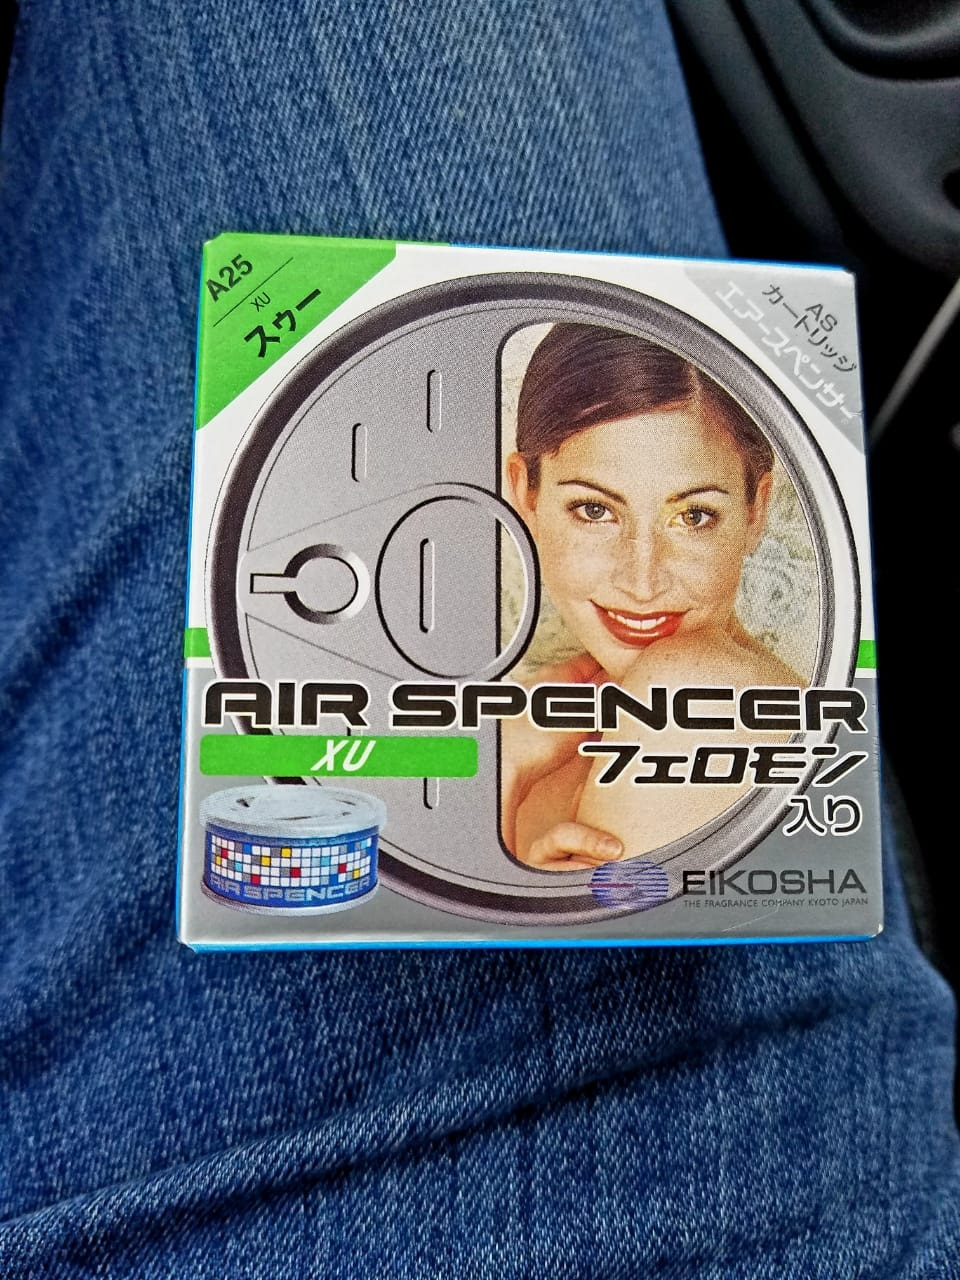 A25
XU
スゥー
AS
カートリッジ
エアースペンサー
AIR SPENCER
XU
フェロモン
入り
AIR SPENCER
EIKOSHA
THE FRAGRANCE COMPANY KYOTO JAPAN